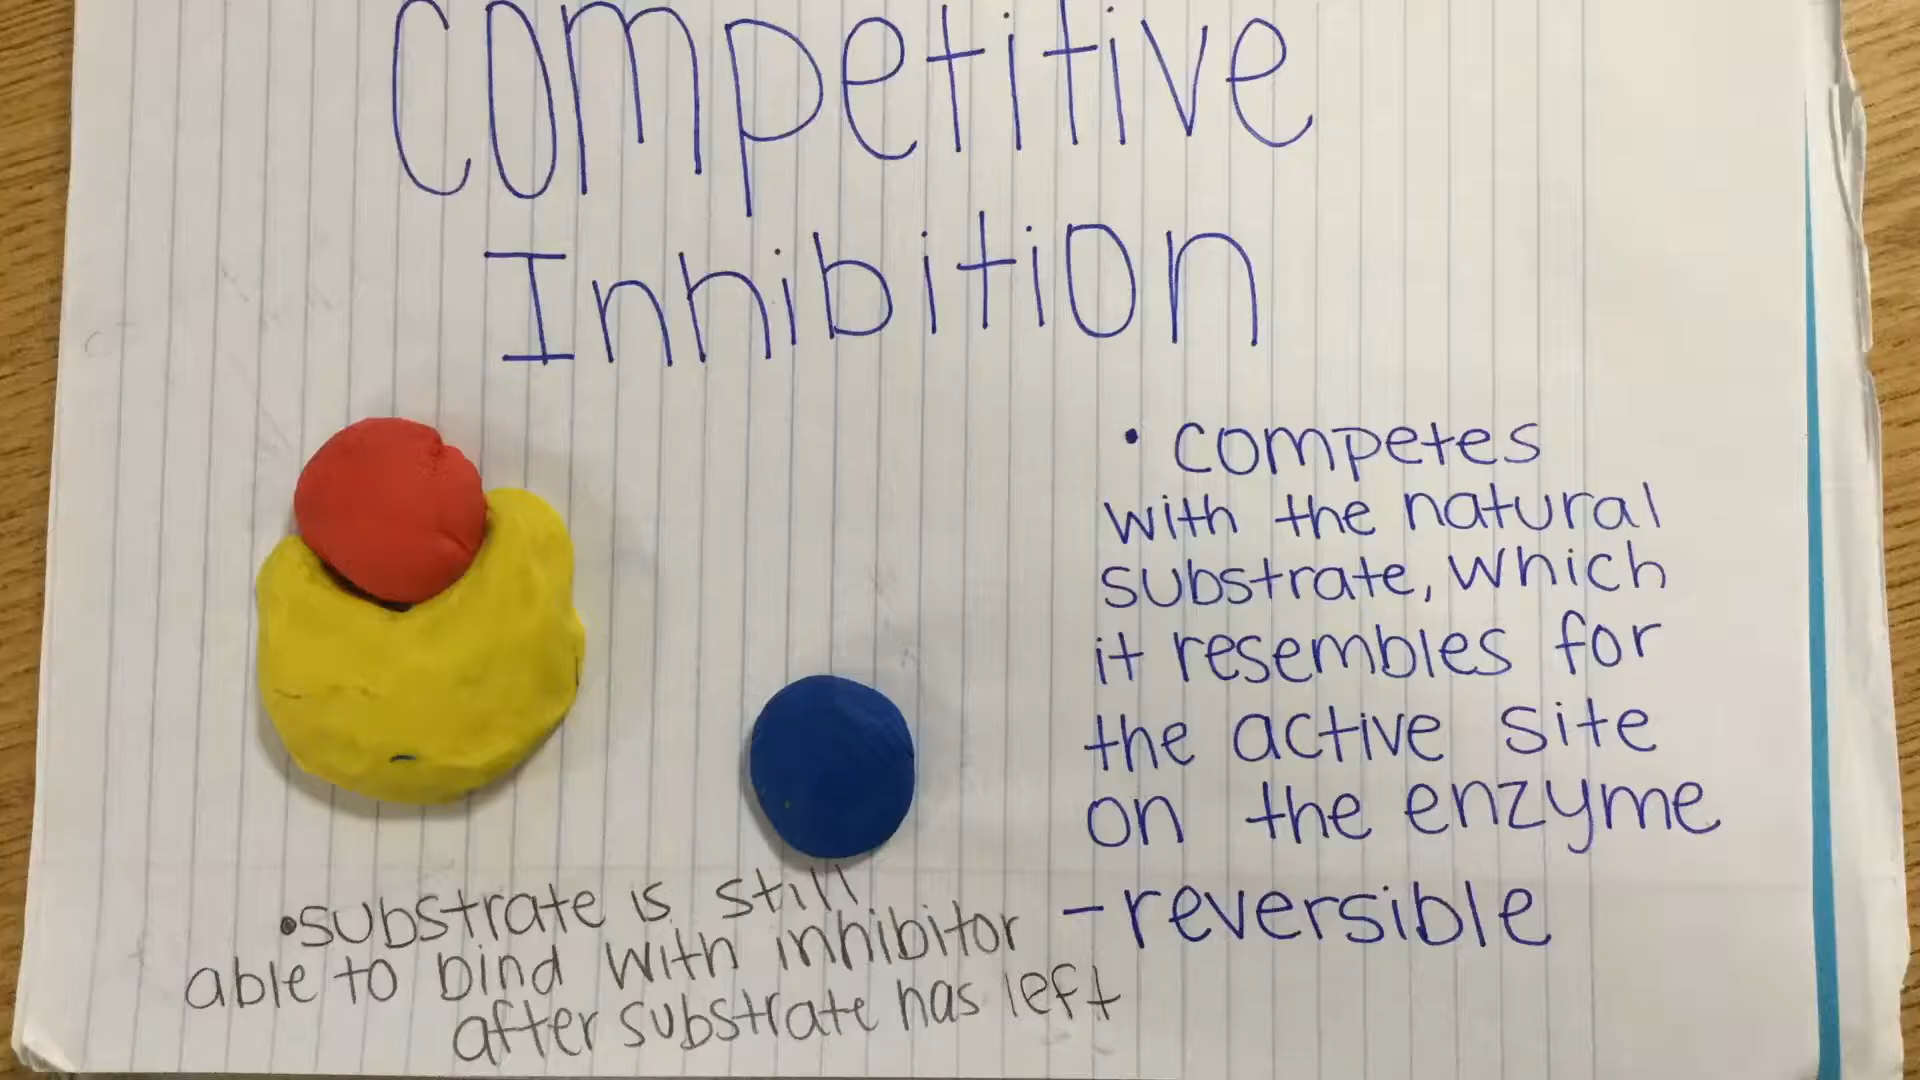 Competitive
Inhibition
• competes
with the natural
substrate, which
it resembles for
the active site
on the enzyme
- reversible
•substrate is still
able to bind with inhibitor
after substrate has left